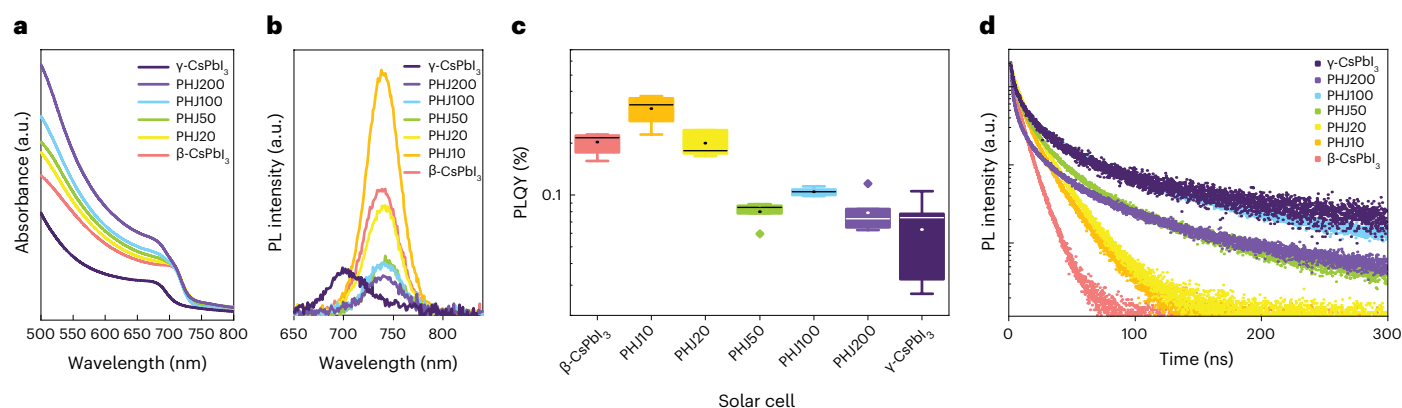 a
Absorbance (a.u.)
γ-CsPbI₃
PHJ200
PHJ100
PHJ50
PHJ20
β-CsPbI₃
500 550 600 650 700 750 800
Wavelength (nm)
b
PL intensity (a.u.)
γ-CsPbI₃
PHJ200
PHJ100
PHJ50
PHJ20
PHJ10
β-CsPbI₃
650 700 750 800
Wavelength (nm)
c
PLQY (%)
0.1
β-CsPbI₃
PHJ10
PHJ20
PHJ50
PHJ100
PHJ200
γ-CsPbI₃
Solar cell
d
PL intensity (a.u.)
γ-CsPbI₃
PHJ200
PHJ100
PHJ50
PHJ20
PHJ10
β-CsPbI₃
0 100 200 300
Time (ns)